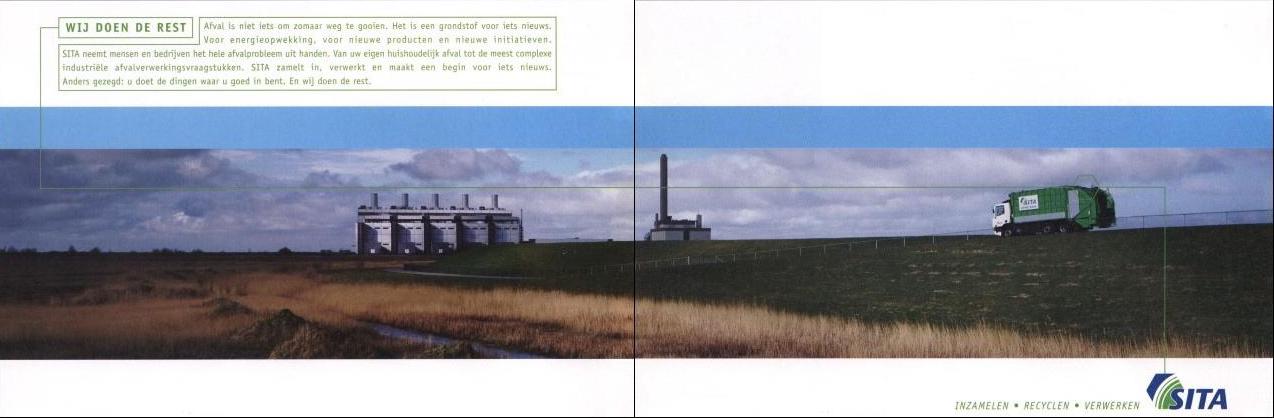 WIJ DOEN DE REST
Afval is niet iets om zomaar weg te gooien. Het is een grondstof voor iets nieuws.
Voor energieopwekking, voor nieuwe producten en nieuwe initiatieven.
SITA neemt mensen en bedrijven het hele afvalprobleem uit handen. Van uw eigen huishoudelijk afval tot de meest complexe
industriële afvalverwerkingsvraagstukken. SITA zamelt in, verwerkt en maakt een begin voor iets nieuws.
Anders gezegd: u doet de dingen waar u goed in bent. En wij doen de rest.
SITA
INZAMELEN • RECYCLEN • VERWERKEN
SITA